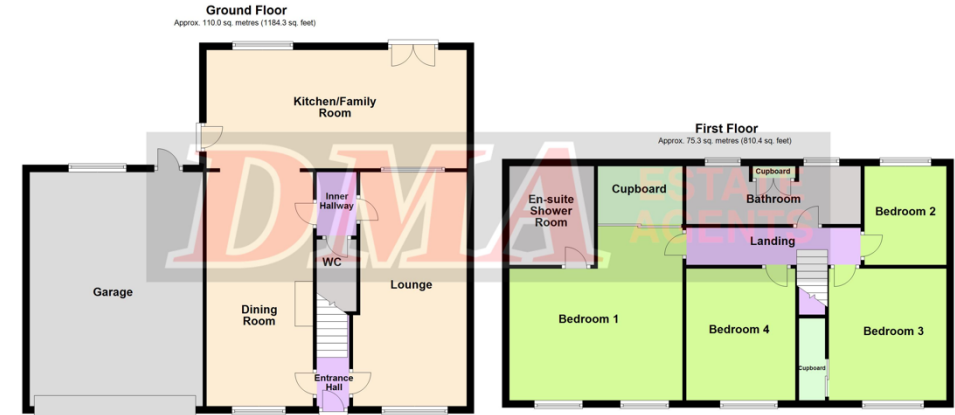 Ground Floor
Approx. 110.0 sq. metres (1184.3 sq. feet)
Kitchen/Family
Room
Inner
Hallway
WC
Garage
Dining
Room
Lounge
Entrance
Hall
First Floor
Approx. 75.3 sq. metres (810.4 sq. feet)
En-suite
Shower
Room
Cupboard
Cupboard
Bathroom
Bedroom 2
Landing
Bedroom 1
Bedroom 4
Bedroom 3
Cupboard
DMA
ESTATE
AGENTS